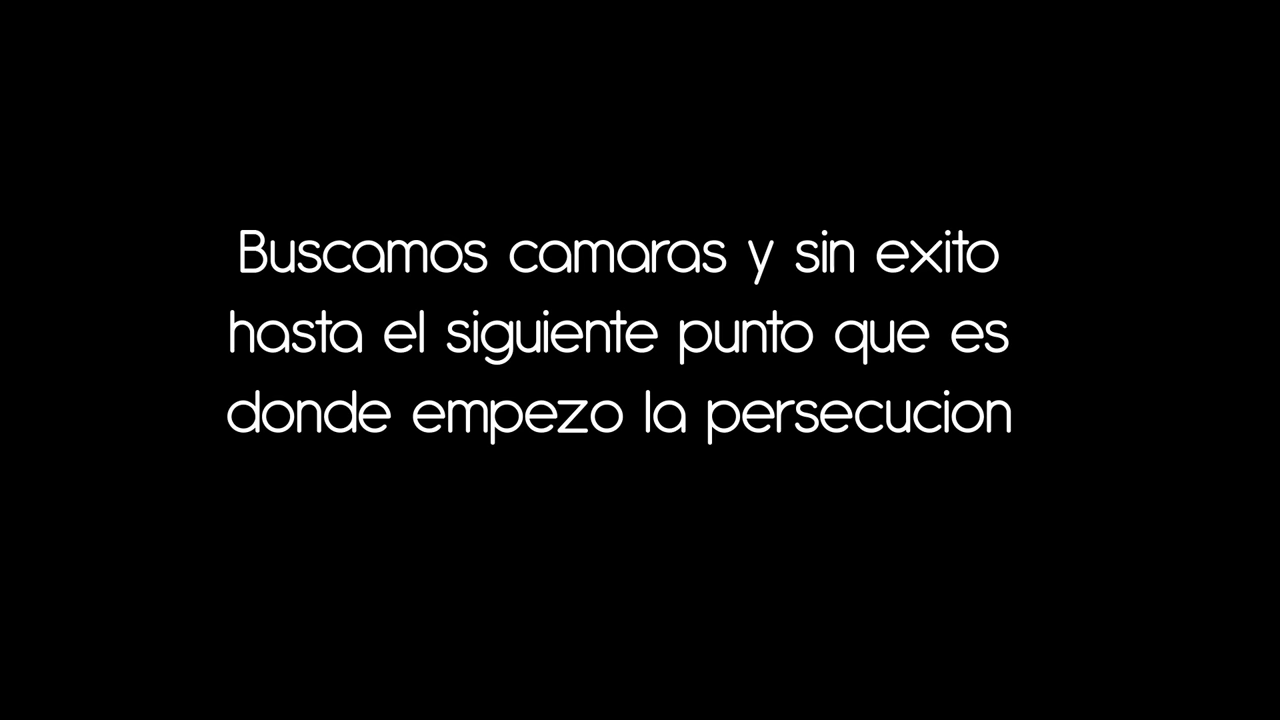 Buscamos camaras y sin exito
hasta el siguiente punto que es
donde empezo la persecucion